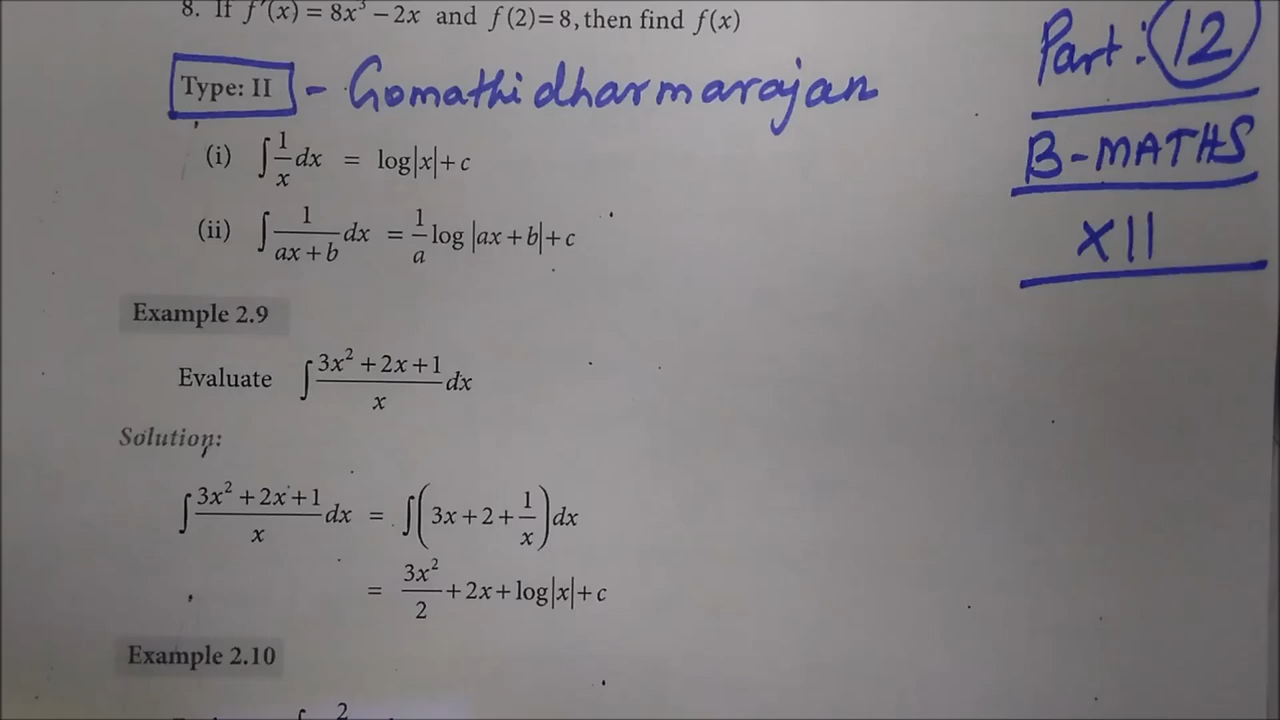 8. If f′(x) = 8x³ – 2x and f(2)= 8, then find f(x)
Type: II - Gomathidharmarajan
(i) ∫ 1/x dx = log|x|+ c
(ii) ∫ 1/(ax + b) dx = 1/a log |ax + b| + c
Example 2.9
Evaluate ∫ (3x² + 2x + 1)/x dx
Solution:
∫ (3x² + 2x + 1)/x dx = ∫ (3x + 2 + 1/x) dx
= 3x²/2 + 2x + log|x| + c
Example 2.10
2
Part: 12
B-MATHS
XII